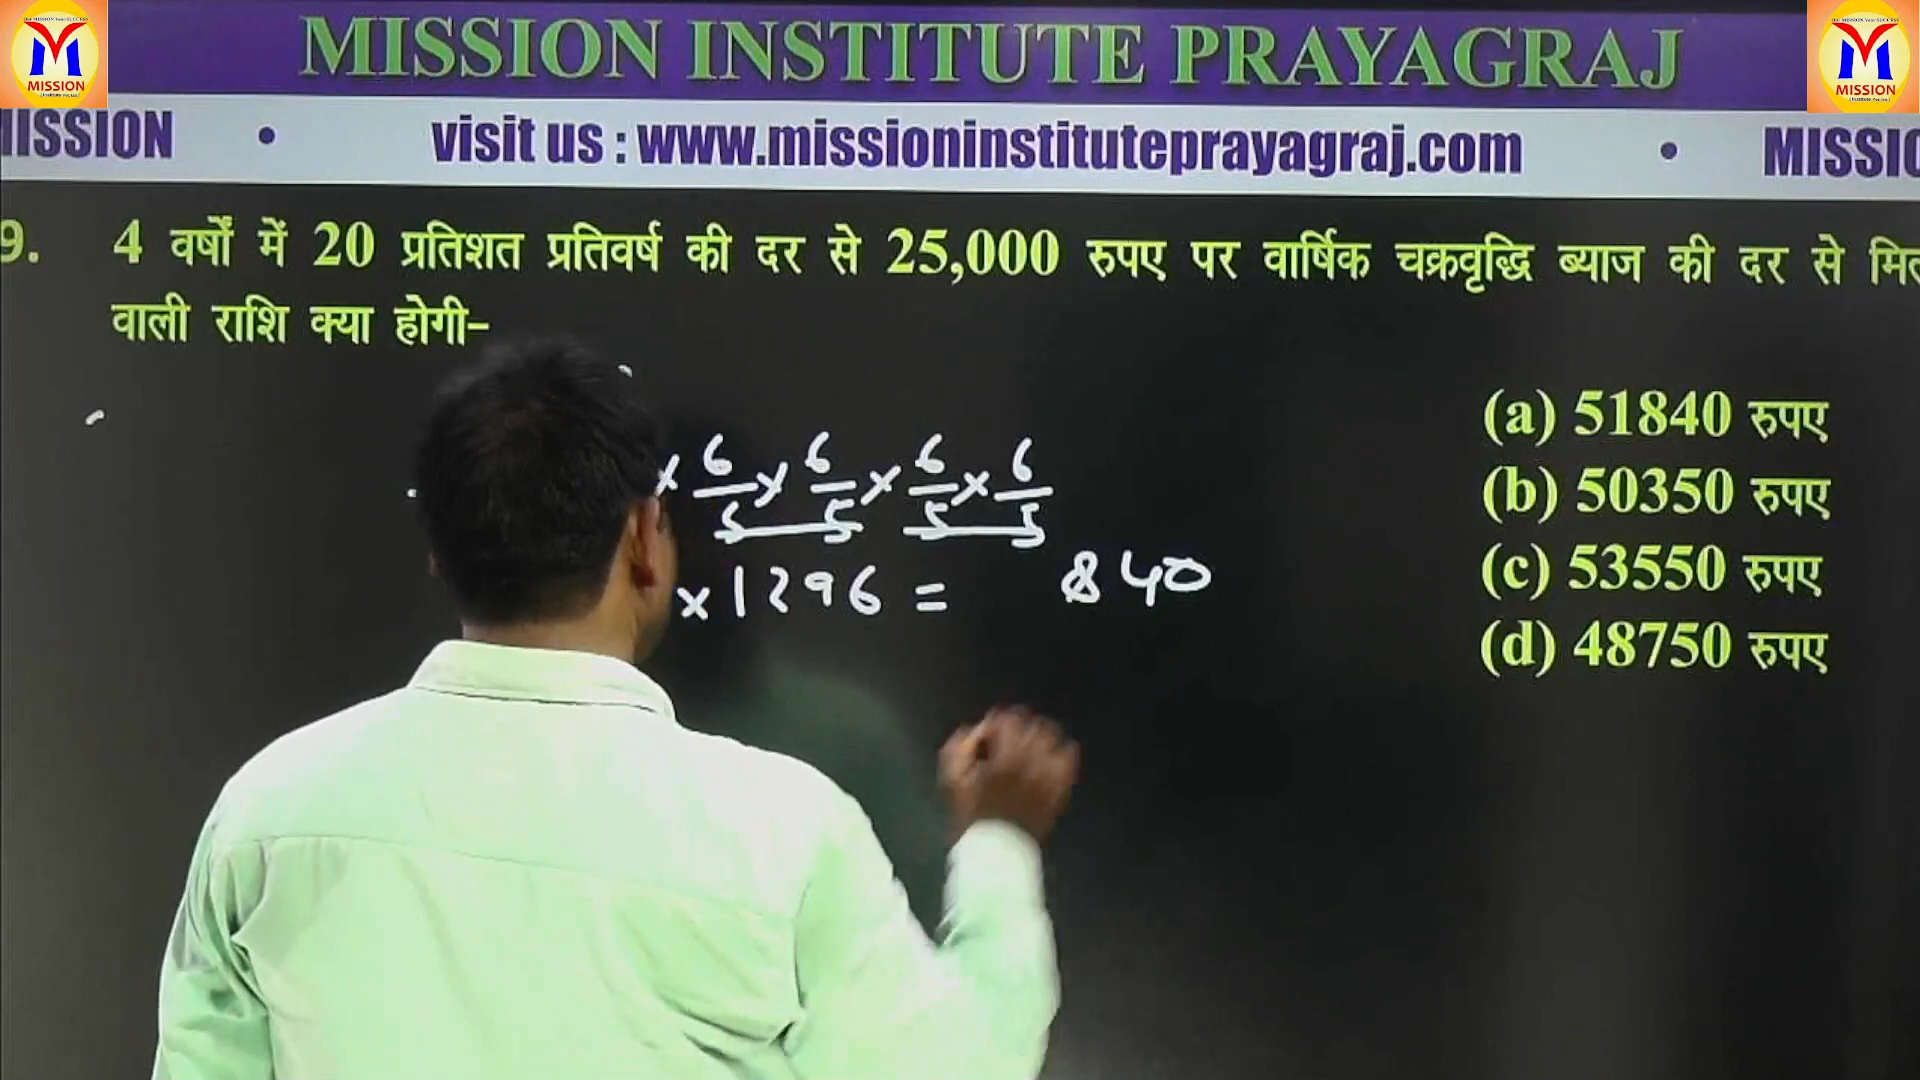 MISSION INSTITUTE PRAYAGRAJ
MISSION
MISSION
MISSION • visit us : www.missioninstituteprayagraj.com •
9. 4 वर्षों में 20 प्रतिशत प्रतिवर्ष की दर से 25,000 रुपए पर वार्षिक चक्रवृद्धि ब्याज की दर से
वाली राशि क्या होगी–
(a) 51840 रुपए
(b) 50350 रुपए
(c) 53550 रुपए
(d) 48750 रुपए
× 6/5 × 6/5 × 6/5 × 6/5
×1296 = 840